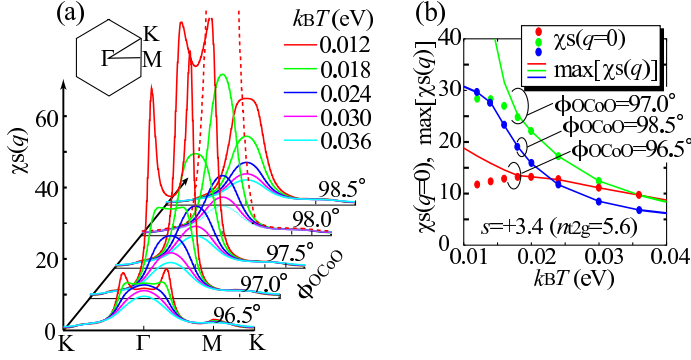 (a)
K
M
Γ
kBT (eV)
0.012
0.018
0.024
0.030
0.036
χs(q)
60
40
20
0
98.5°
98.0°
97.5°
97.0°
96.5°
ϕOCoO
K Γ M K
(b)
χs(q=0), max[χs(q)]
40
30
20
10
0
χs(q=0)
max[χs(q)]
ϕOCoO=97.0°
ϕOCoO=98.5°
ϕOCoO=96.5°
s=+3.4 (nt2g=5.6)
0.01 0.02 0.03 0.04
kBT (eV)